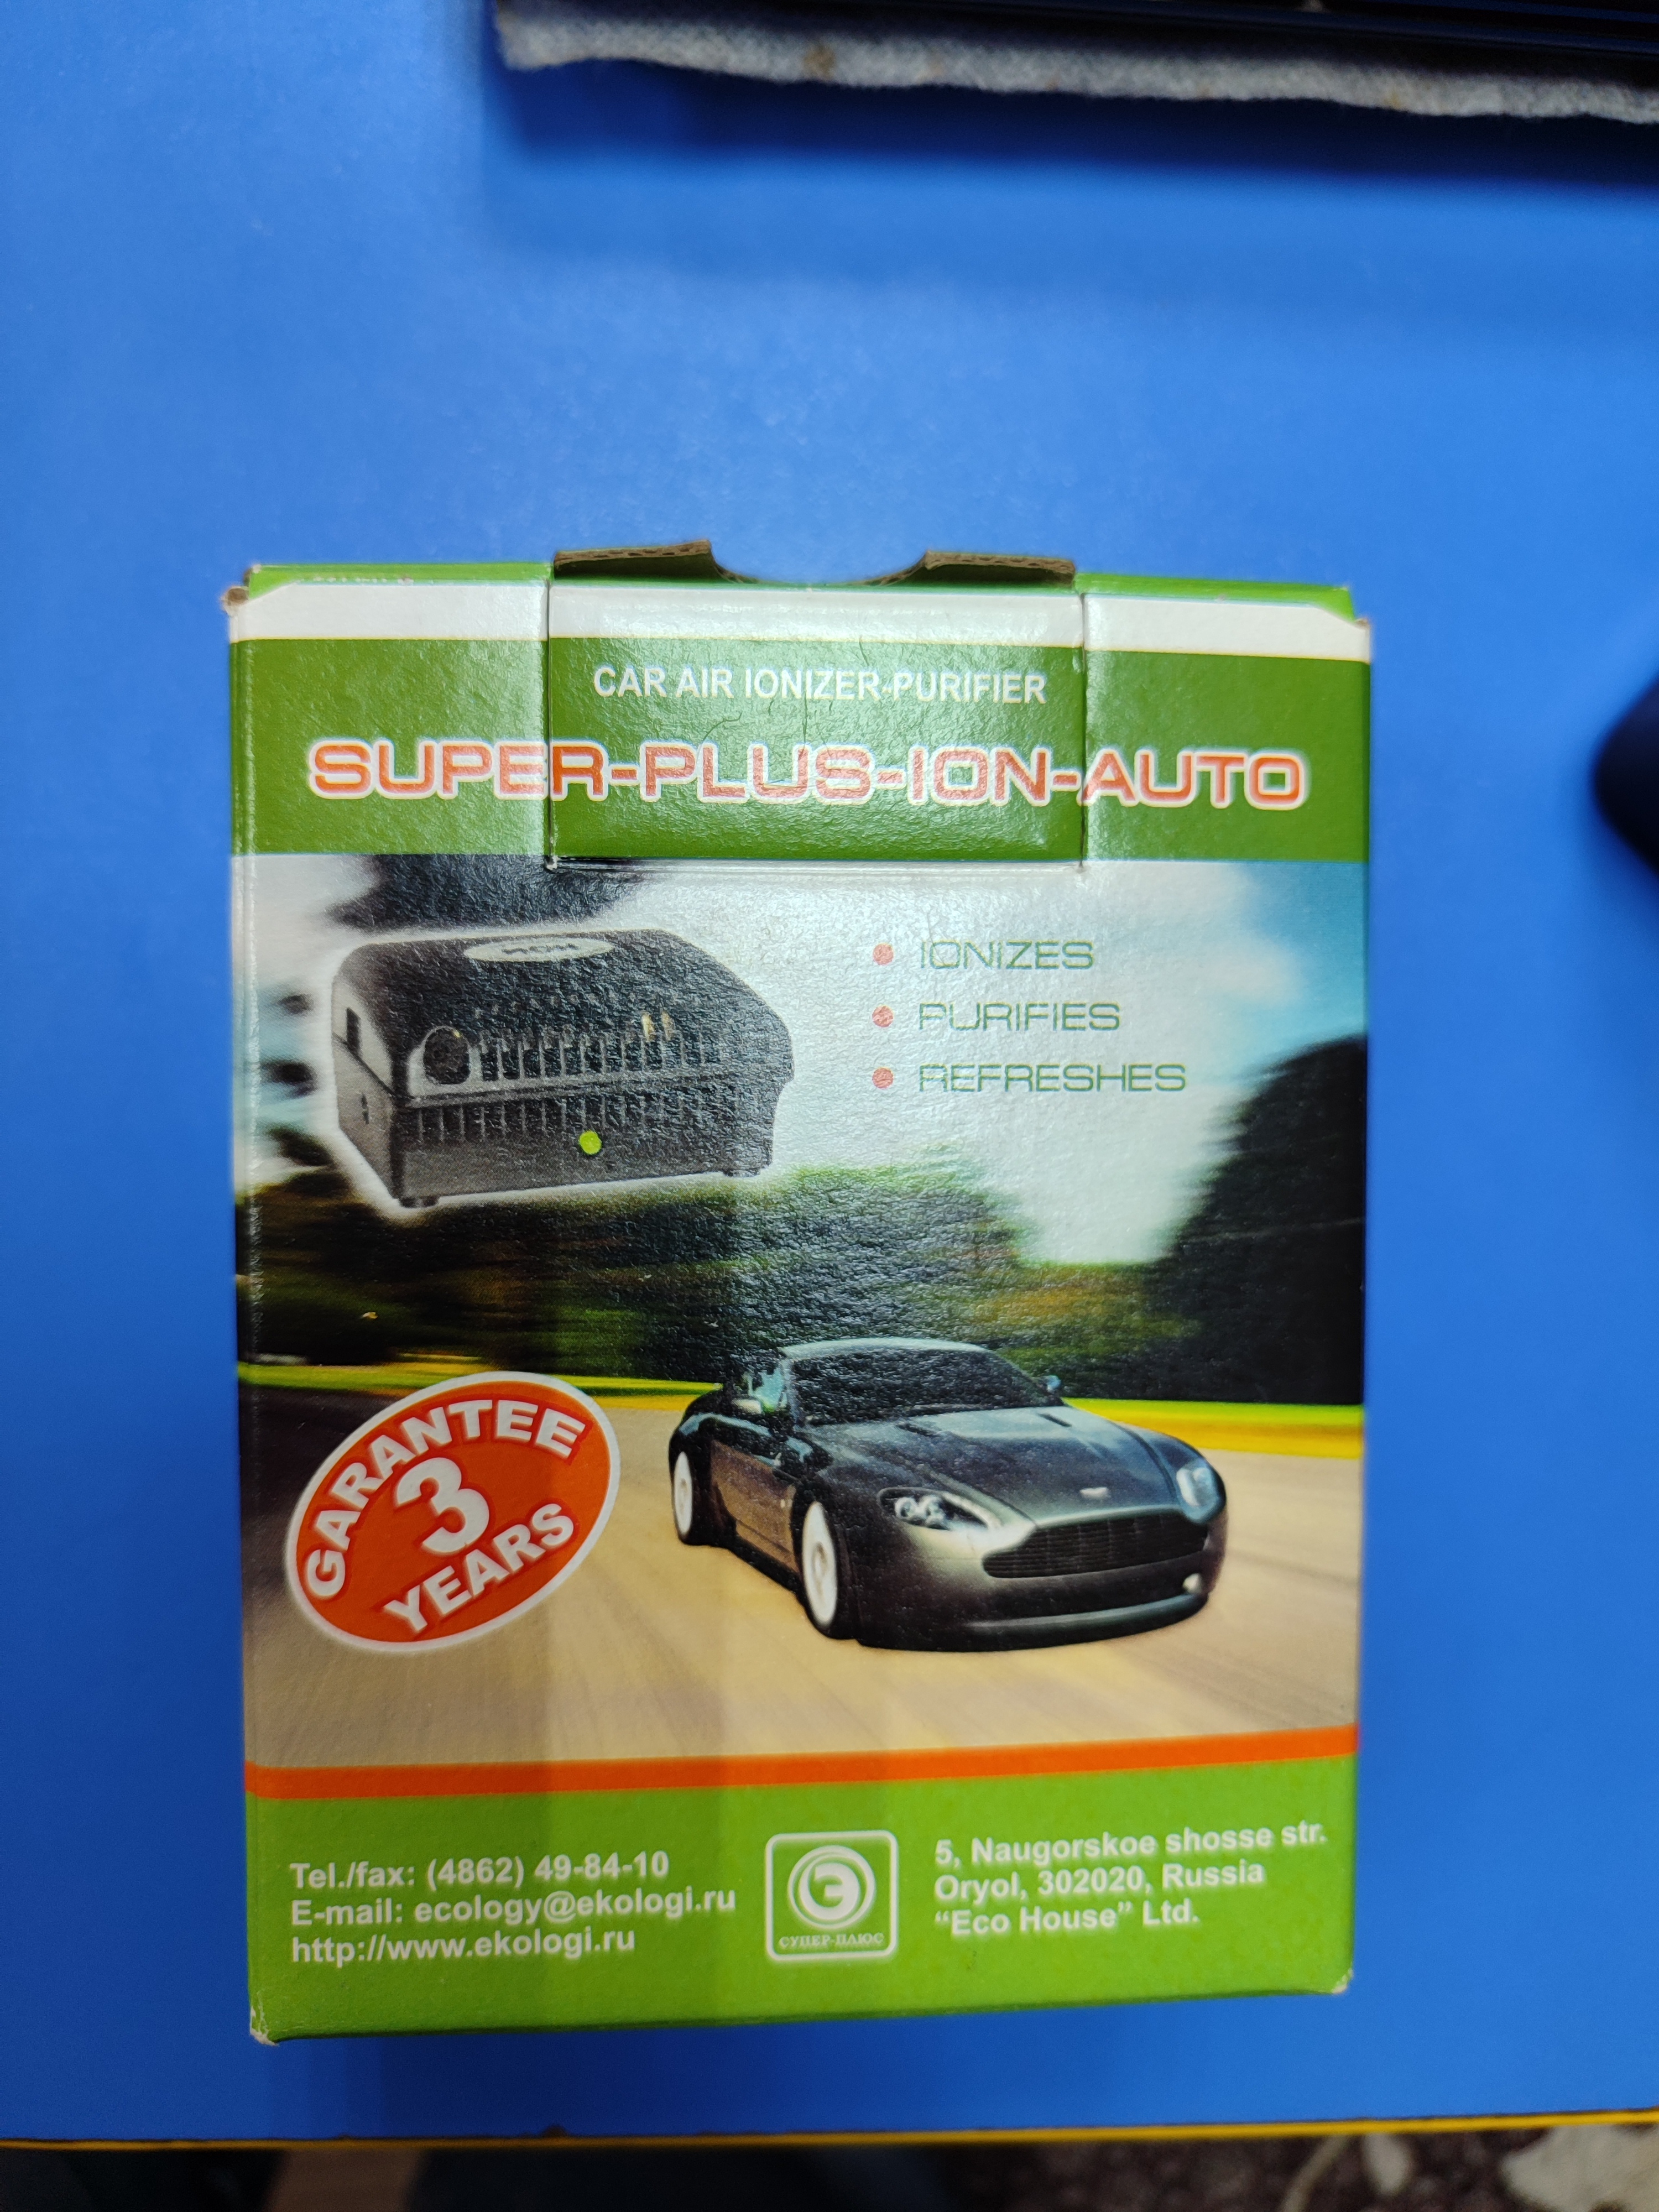 CAR AIR IONIZER-PURIFIER
SUPER-PLUS-ION-AUTO
IONIZES
PURIFIES
REFRESHES
GARANTEE
3
YEARS
Tel./fax: (4862) 49-84-10
E-mail: ecology@ekologi.ru
http://www.ekologi.ru
СУПЕР-ПЛЮС
5, Naugorskoe shosse str.
Oryol, 302020, Russia
“Eco House” Ltd.